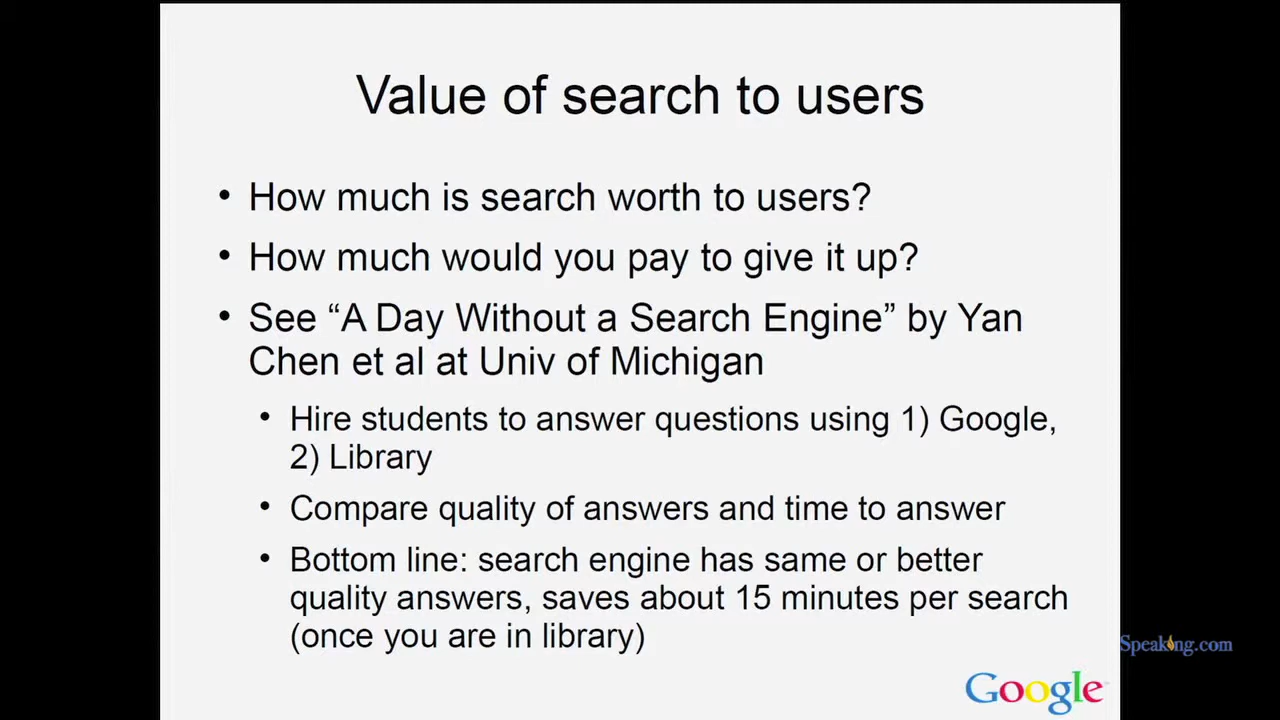 Value of search to users
• How much is search worth to users?
• How much would you pay to give it up?
• See “A Day Without a Search Engine” by Yan
Chen et al at Univ of Michigan
• Hire students to answer questions using 1) Google,
2) Library
• Compare quality of answers and time to answer
• Bottom line: search engine has same or better
quality answers, saves about 15 minutes per search
(once you are in library)
Speaking.com
Google